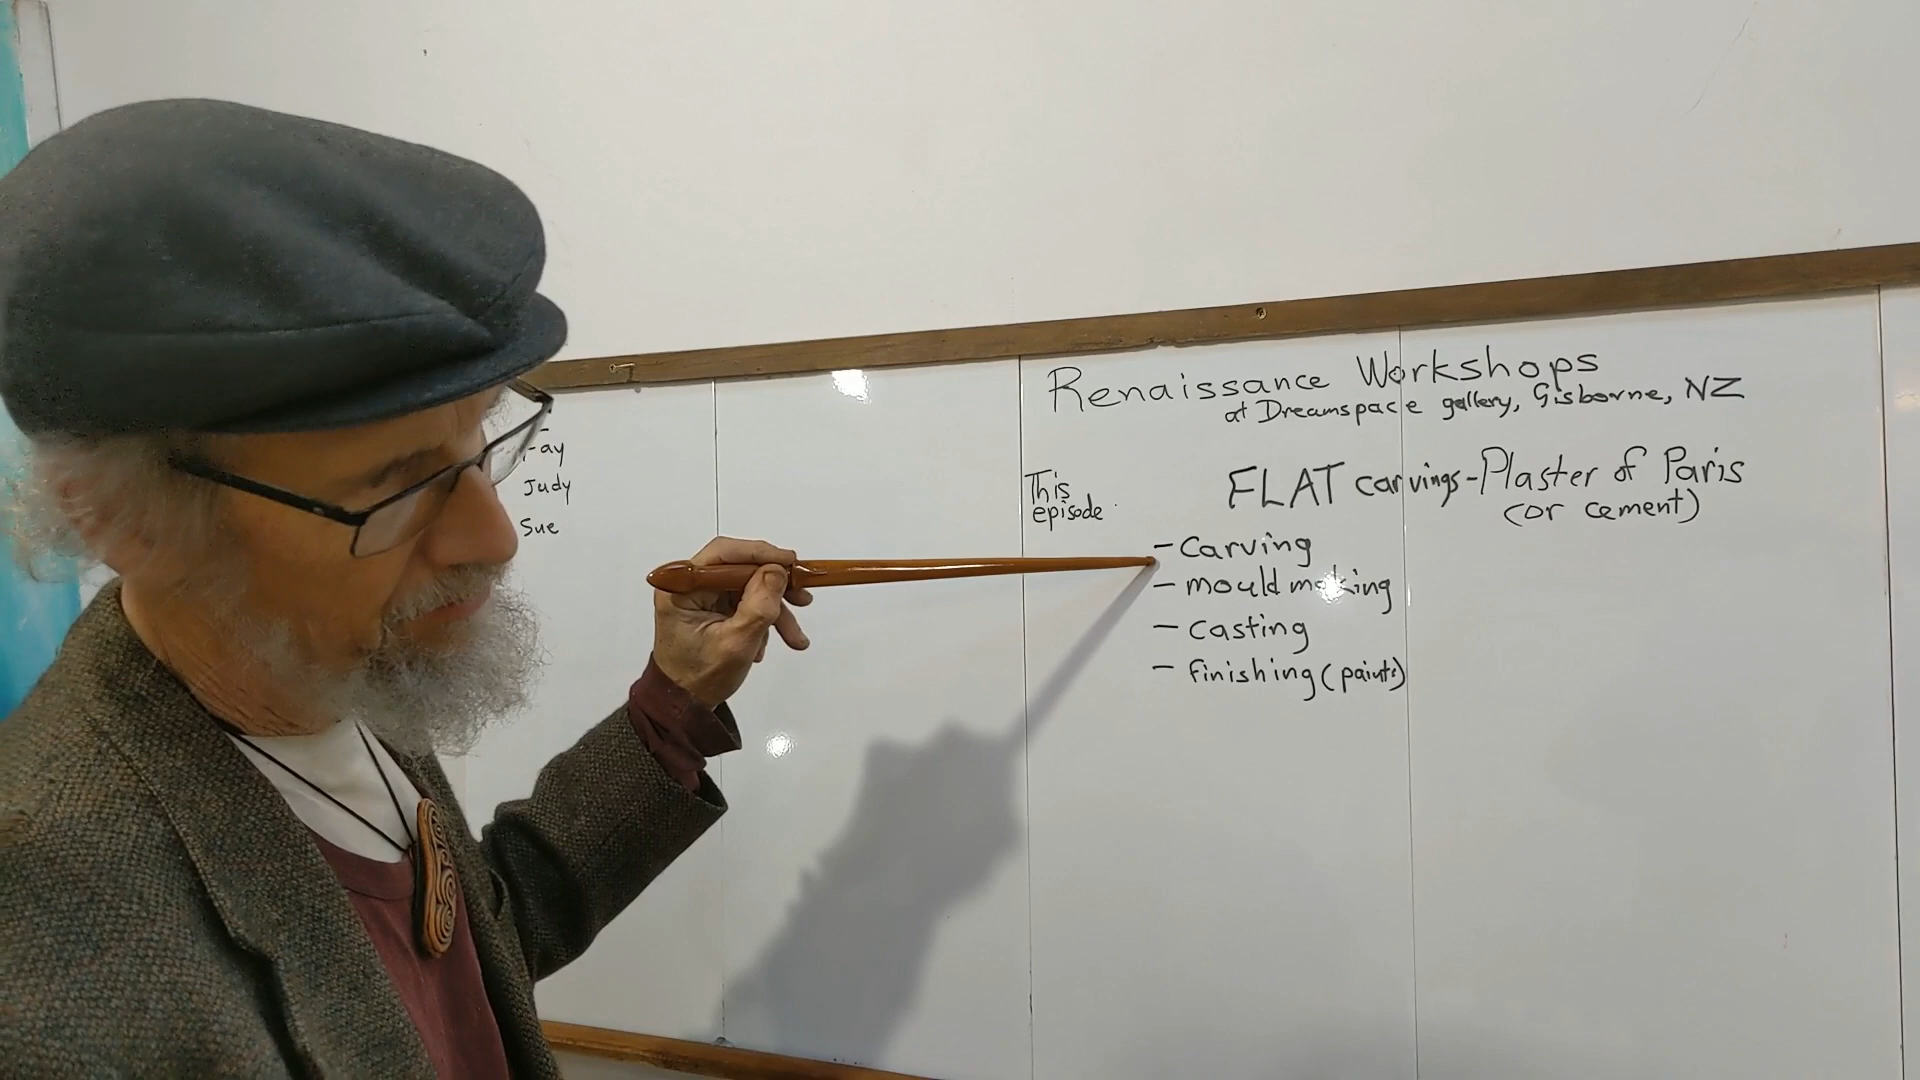 Renaissance Workshops
at Dreamspace gallery, Gisborne, NZ
This
episode
FLAT carvings - Plaster of Paris
(or cement)
- Carving
- mould making
- Casting
- finishing (paints)
Judy
Sue